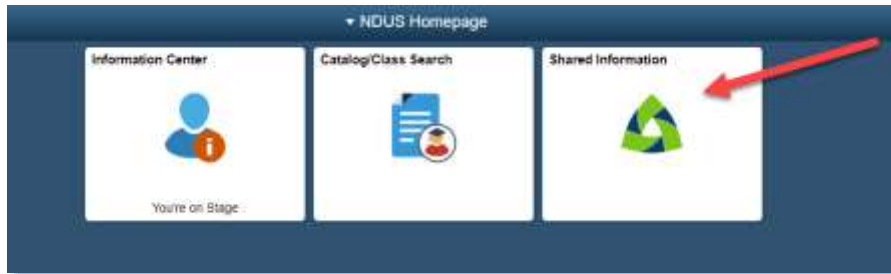 ▾ NDUS Homepage
Information Center
Catalog/Class Search
Shared Information
i
You're on Stage